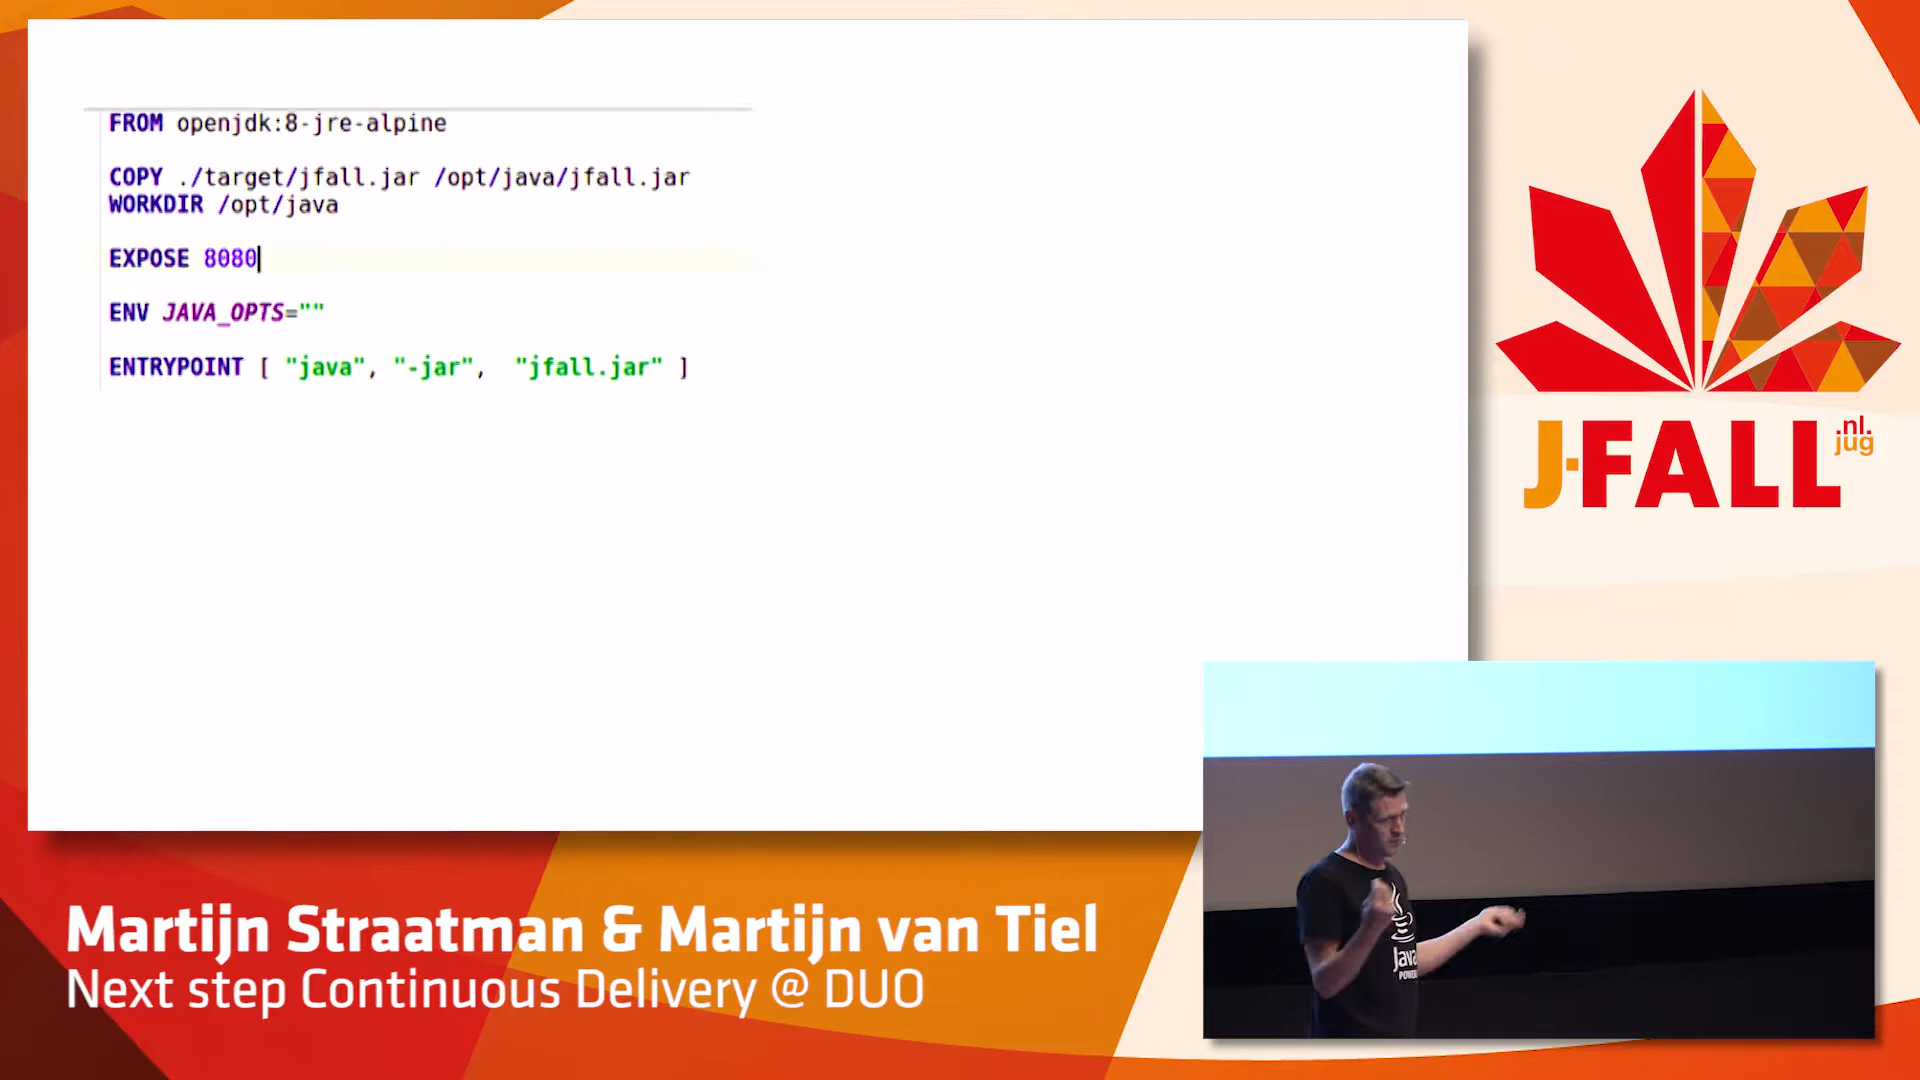 FROM openjdk:8-jre-alpine
COPY ./target/jfall.jar /opt/java/jfall.jar
WORKDIR /opt/java
EXPOSE 8080
ENV JAVA_OPTS=""
ENTRYPOINT [ "java", "-jar",  "jfall.jar" ]
J-FALL
.nl.
jug
Java
Martijn Straatman & Martijn van Tiel
Next step Continuous Delivery @ DUO